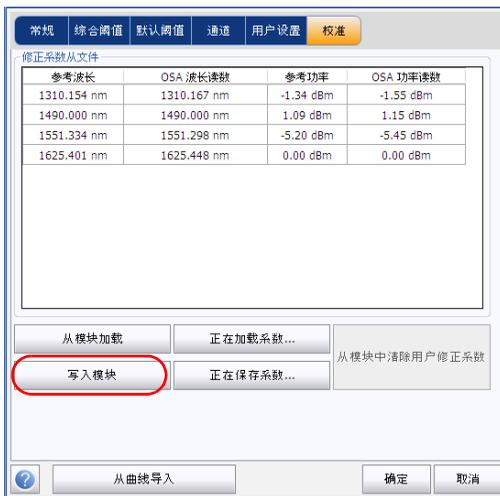 常规 综合阈值 默认阈值 通道 用户设置 校准
修正系数从文件
参考波长 OSA 波长读数 参考功率 OSA 功率读数
1310.154 nm 1310.167 nm -1.34 dBm -1.55 dBm
1490.000 nm 1490.000 nm 1.09 dBm 1.15 dBm
1551.334 nm 1551.298 nm -5.20 dBm -5.45 dBm
1625.401 nm 1625.448 nm 0.00 dBm 0.00 dBm
从模块加载 正在加载系数...
从模块中清除用户修正系数
写入模块 正在保存系数...
? 从曲线导入 确定 取消